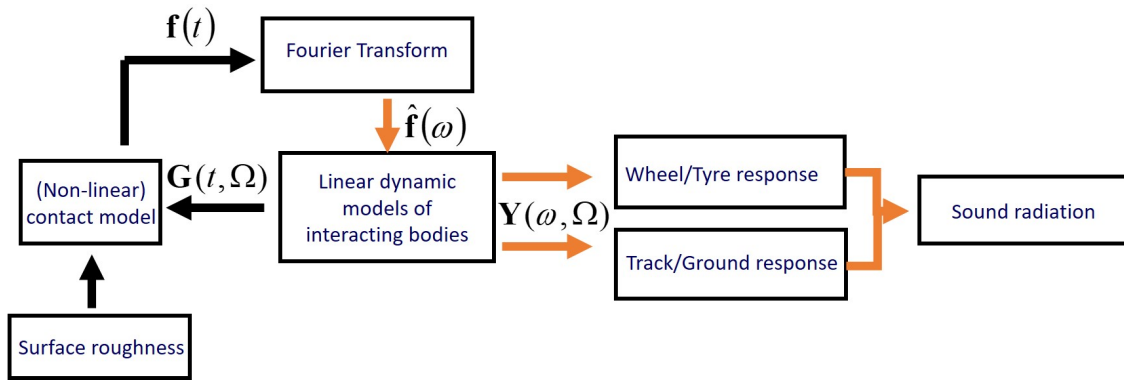 f(t)
Fourier Transform
f̂(ω)
(Non-linear)
contact model
G(t,Ω)
Linear dynamic
models of
interacting bodies
Y(ω,Ω)
Wheel/Tyre response
Track/Ground response
Sound radiation
Surface roughness